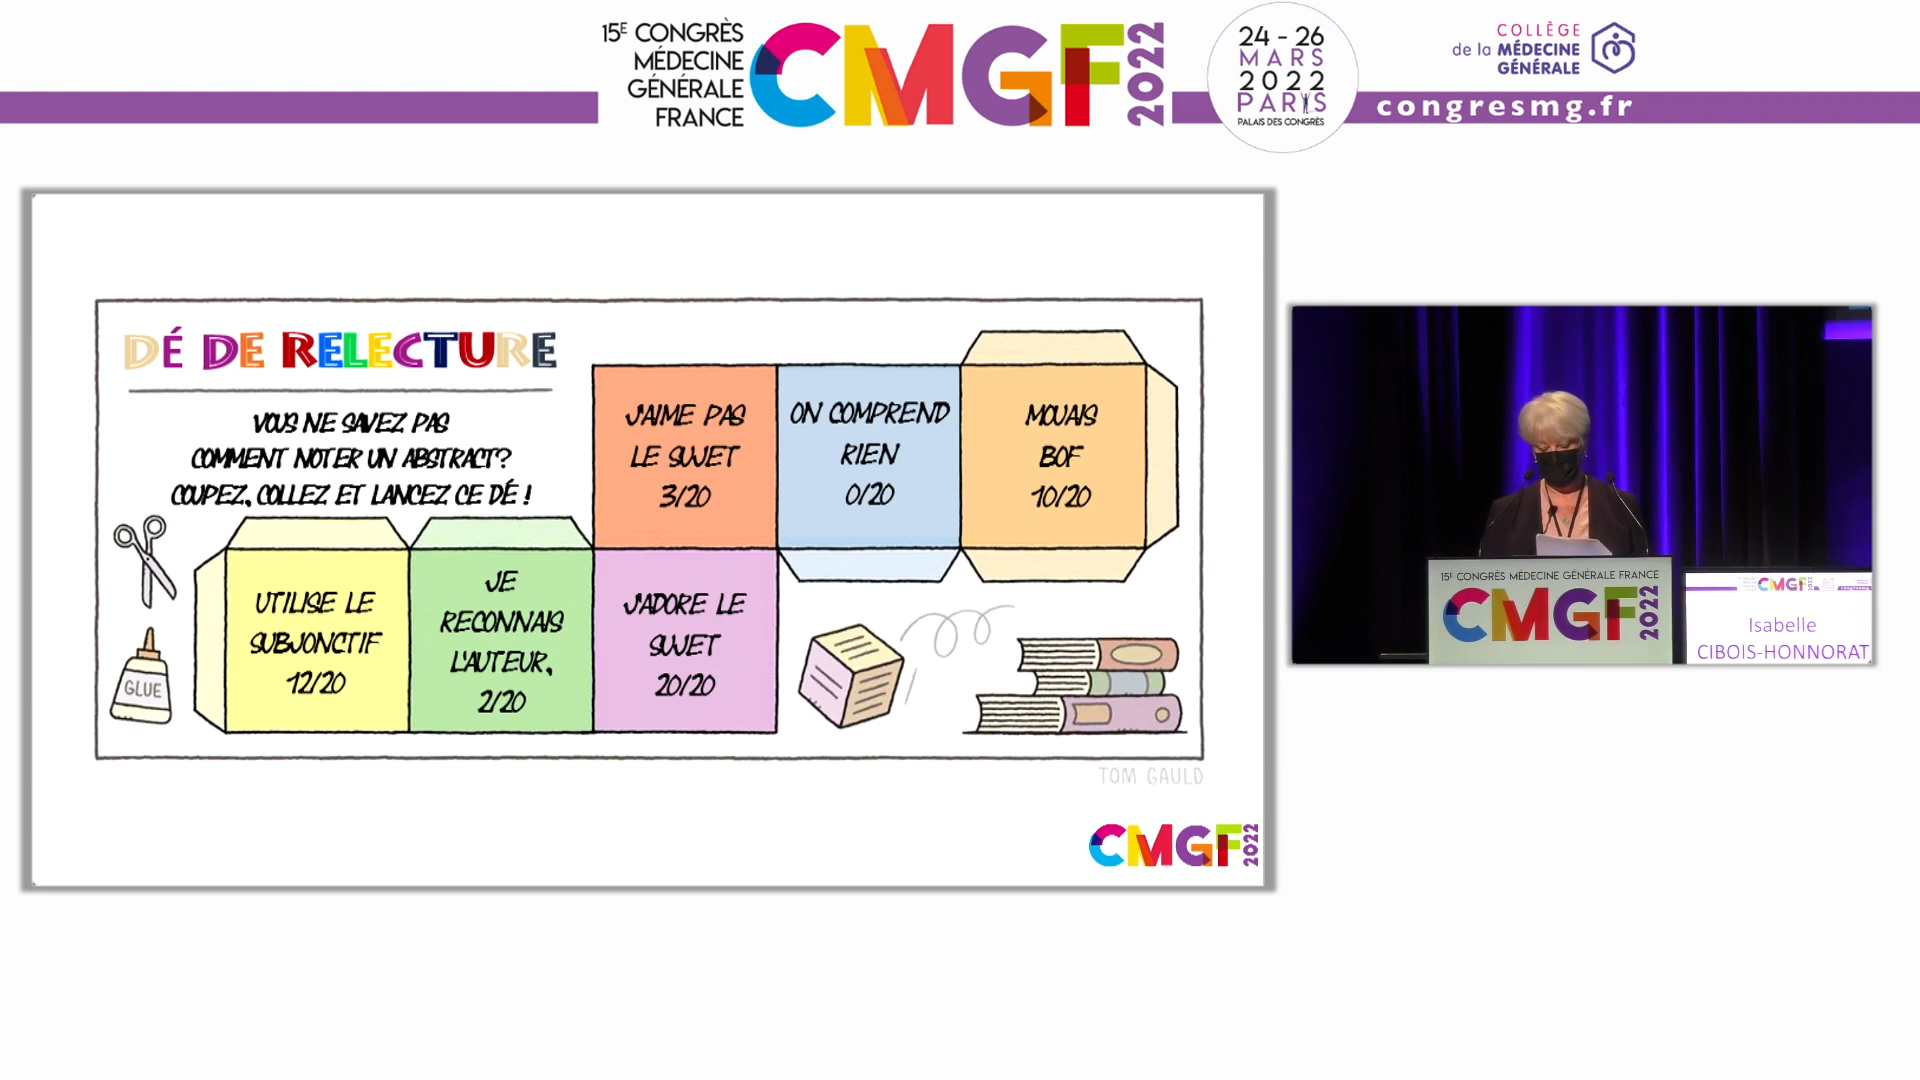 15E CONGRÈS
MÉDECINE
GÉNÉRALE
FRANCE
CMGF 2022
24 - 26
MARS
2022
PARIS
PALAIS DES CONGRÈS
COLLÈGE
de la MÉDECINE
GÉNÉRALE
congresmg.fr
DÉ DE RELECTURE
VOUS NE SAVEZ PAS
COMMENT NOTER UN ABSTRACT?
COUPEZ, COLLEZ ET LANCEZ CE DÉ !
J'AIME PAS
LE SUJET
3/20
ON COMPREND
RIEN
0/20
MOUAIS
BOF
10/20
UTILISE LE
SUBJONCTIF
12/20
JE
RECONNAIS
L'AUTEUR,
2/20
J'ADORE LE
SUJET
20/20
GLUE
TOM GAULD
CMGF 2022
15E CONGRÈS MÉDECINE GÉNÉRALE FRANCE
CMGF 2022
CMGF
Isabelle
CIBOIS-HONNORAT